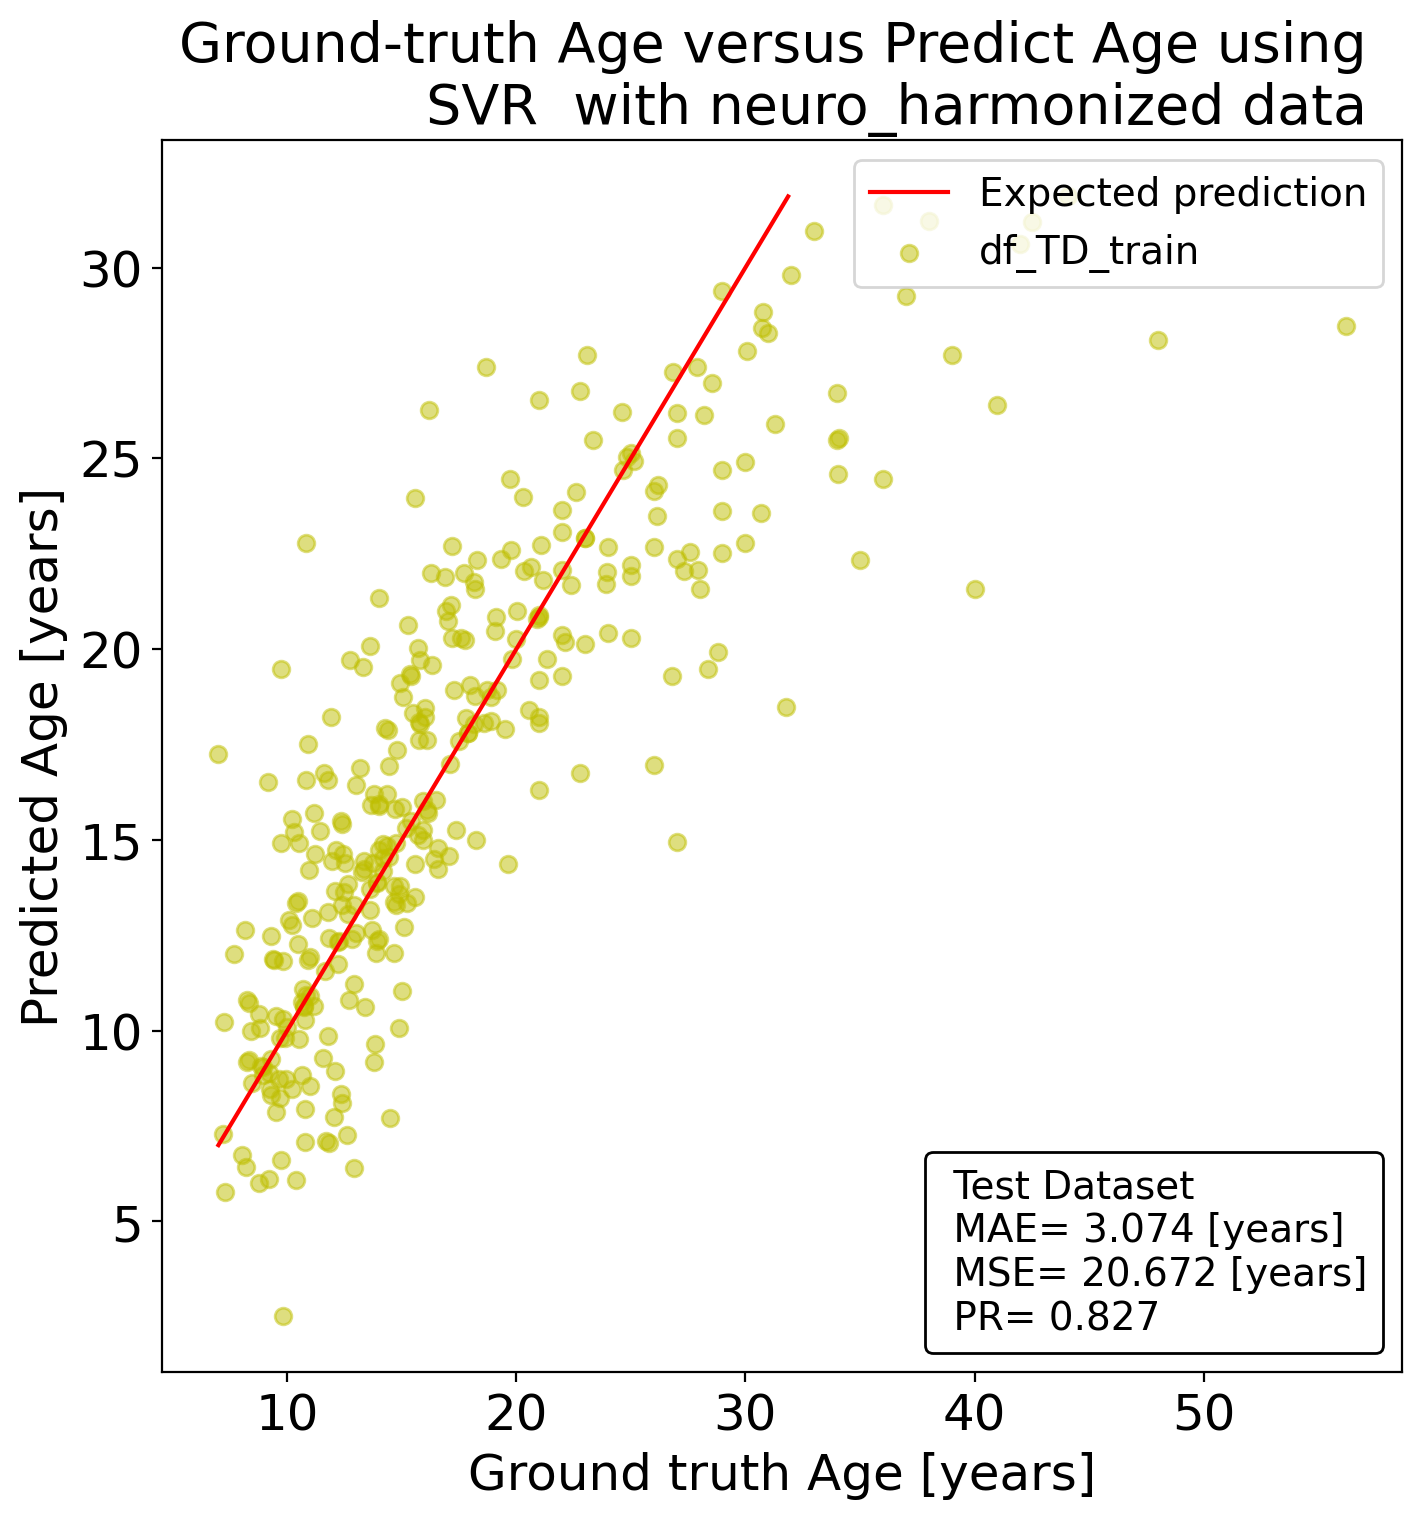 Ground-truth Age versus Predict Age using
SVR  with neuro_harmonized data
Expected prediction
df_TD_train
Predicted Age [years]
30
25
20
15
10
5
Test Dataset
MAE= 3.074 [years]
MSE= 20.672 [years]
PR= 0.827
10 20 30 40 50
Ground truth Age [years]